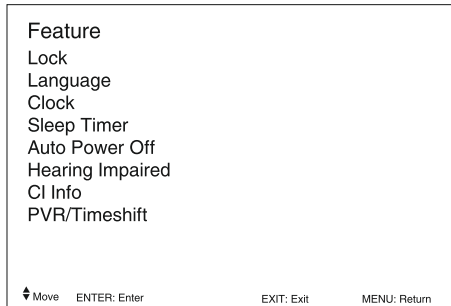 Feature
Lock
Language
Clock
Sleep Timer
Auto Power Off
Hearing Impaired
CI Info
PVR/Timeshift
Move ENTER: Enter EXIT: Exit MENU: Return